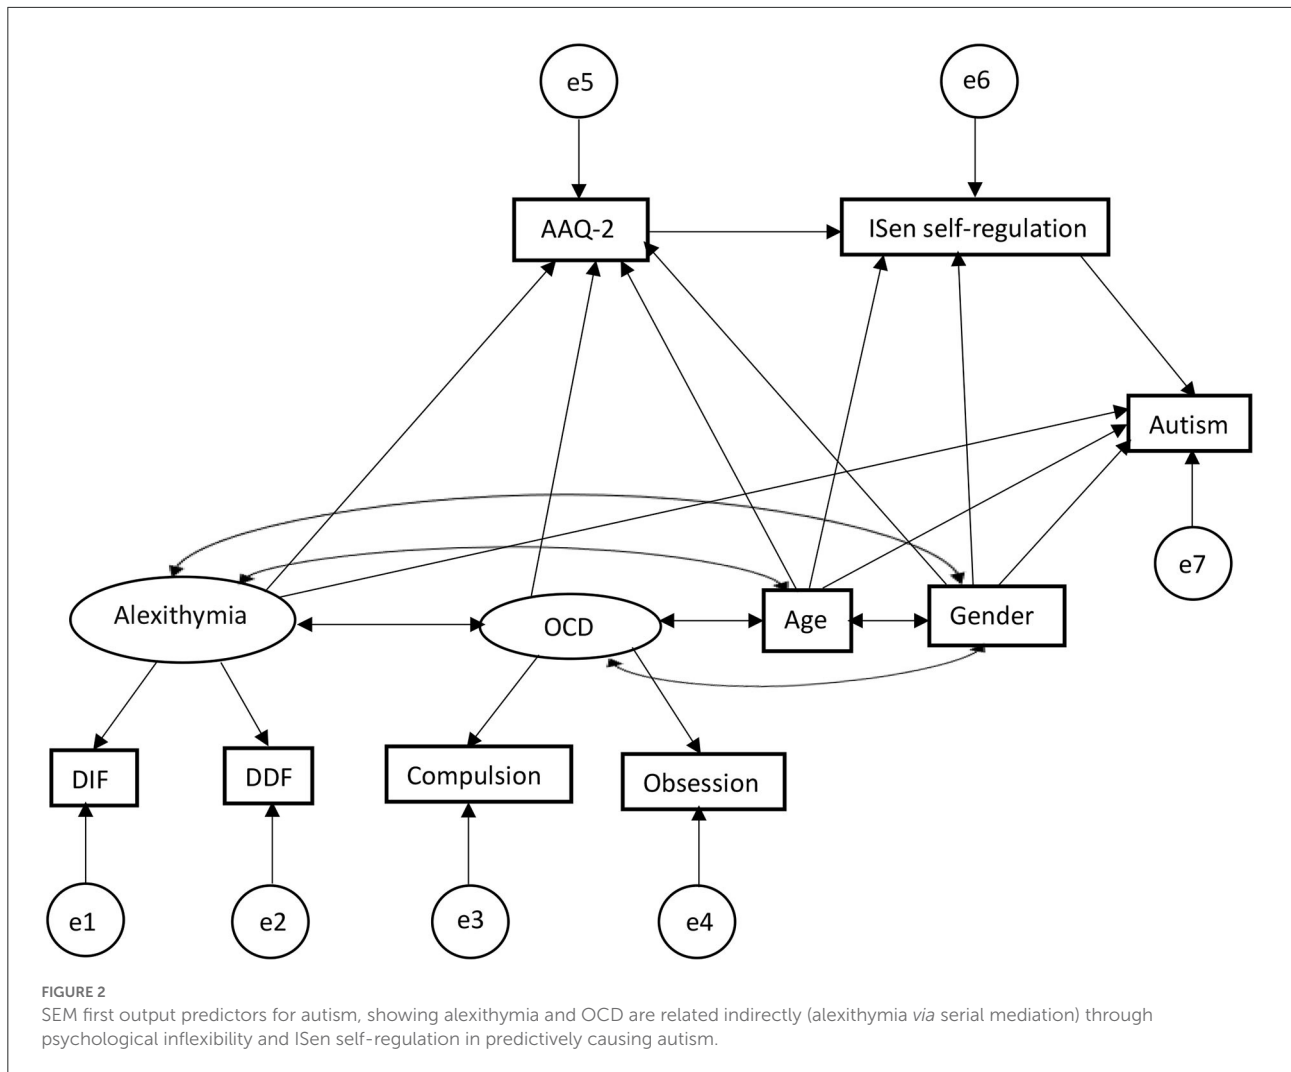 e5
e6
AAQ-2
ISen self-regulation
Autism
e7
Alexithymia
OCD
Age
Gender
DIF
DDF
Compulsion
Obsession
e1
e2
e3
e4
FIGURE 2
SEM first output predictors for autism, showing alexithymia and OCD are related indirectly (alexithymia via serial mediation) through
psychological inflexibility and ISen self-regulation in predictively causing autism.